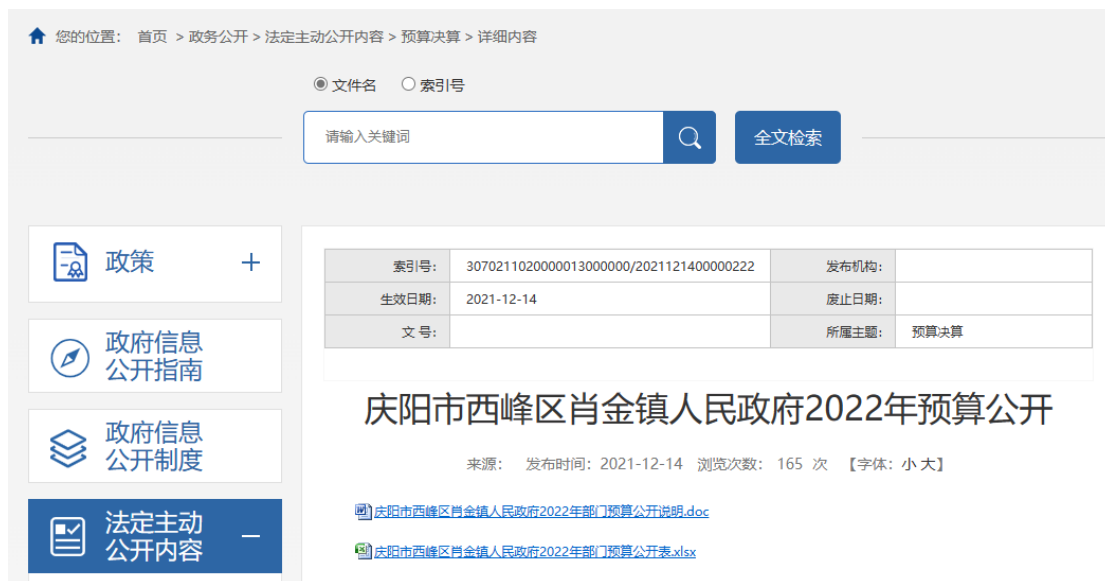 您的位置： 首页 > 政务公开 > 法定主动公开内容 > 预算决算 > 详细内容
文件名 索引号
请输入关键词 全文检索
政策
政府信息
公开指南
政府信息
公开制度
法定主动
公开内容
索引号： 3070211020000013000000/2021121400000222 发布机构：
生效日期： 2021-12-14 废止日期：
文 号： 所属主题： 预算决算
庆阳市西峰区肖金镇人民政府2022年预算公开
来源： 发布时间：2021-12-14 浏览次数： 165 次 【字体：小 大】
庆阳市西峰区肖金镇人民政府2022年部门预算公开说明.doc
庆阳市西峰区肖金镇人民政府2022年部门预算公开表.xlsx